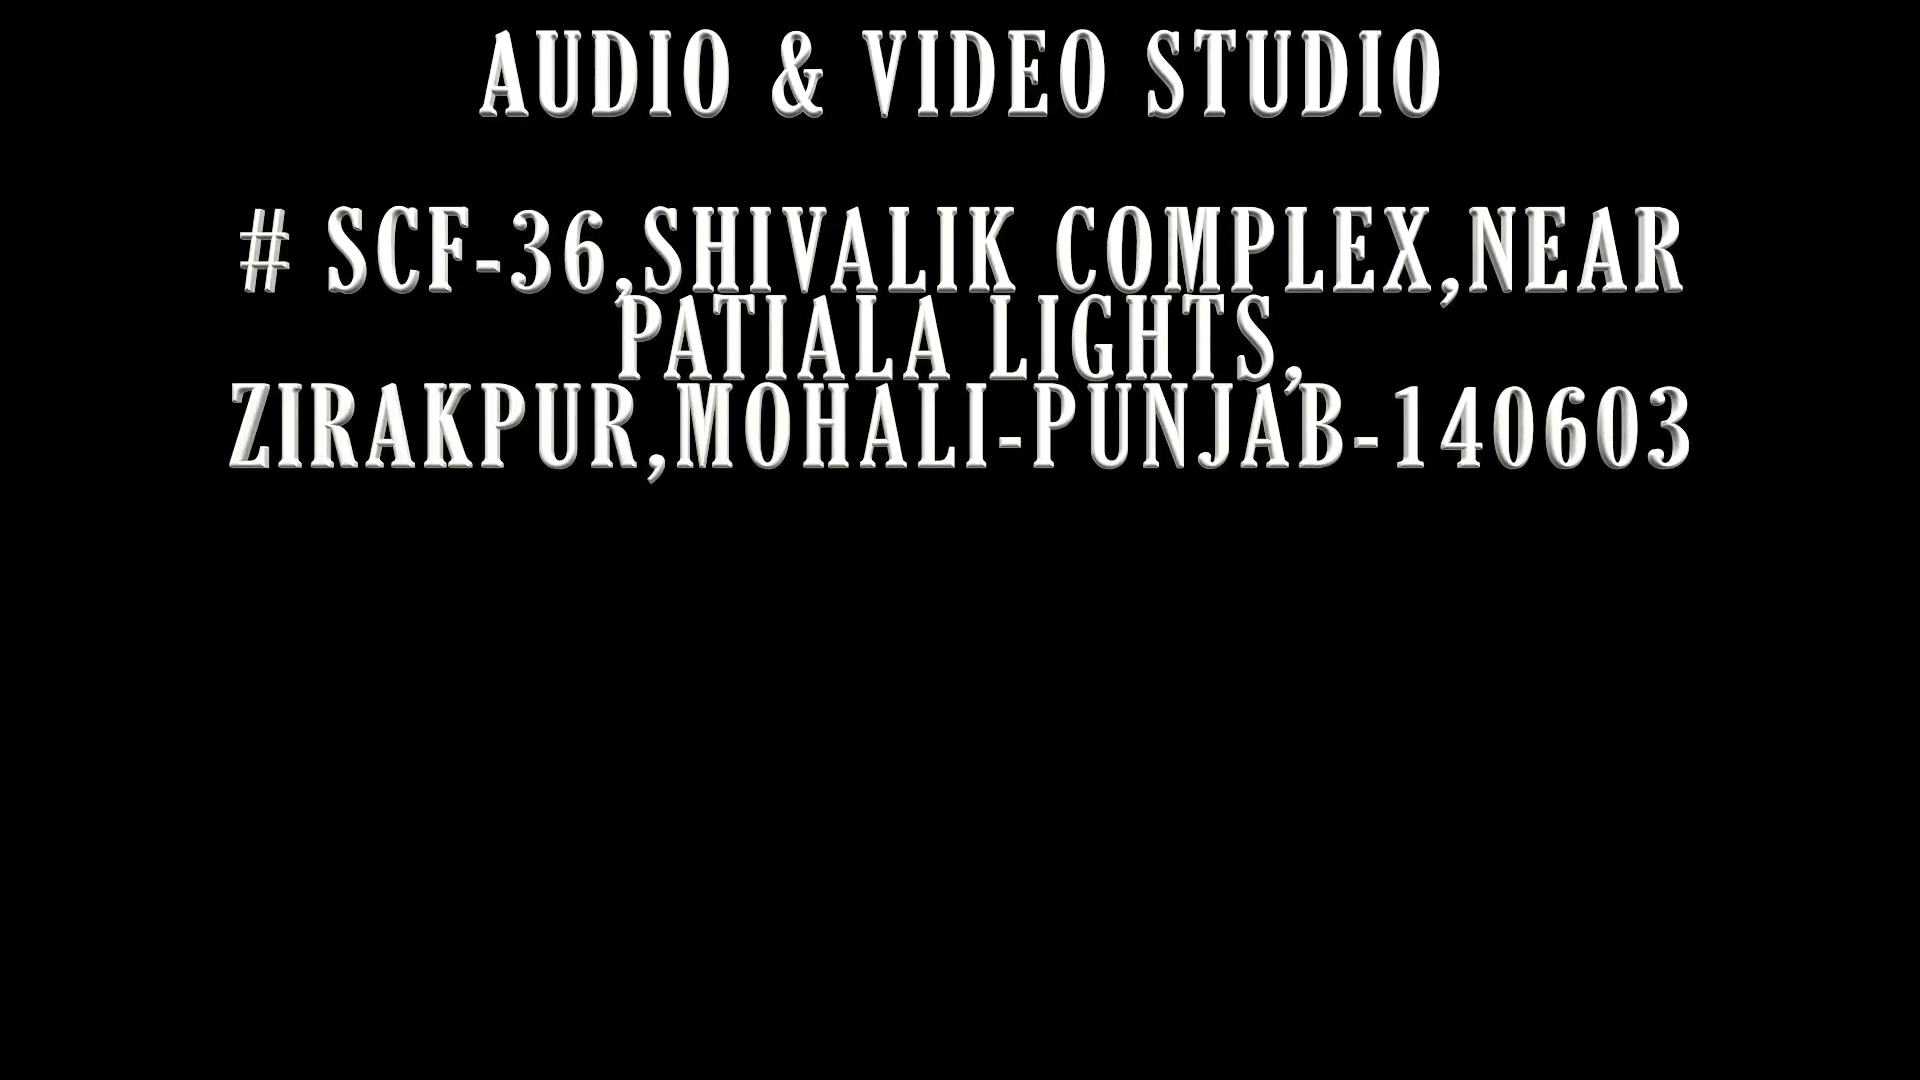 AUDIO & VIDEO STUDIO
# SCF-36,SHIVALIK COMPLEX,NEAR
PATIALA LIGHTS,
ZIRAKPUR,MOHALI-PUNJAB-140603